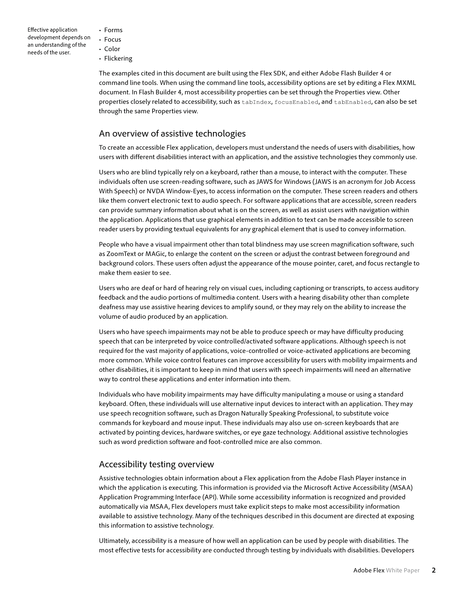 Effective application
development depends on
an understanding of the
needs of the user.
• Forms
• Focus
• Color
• Flickering
The examples cited in this document are built using the Flex SDK, and either Adobe Flash Builder 4 or
command line tools. When using the command line tools, accessibility options are set by editing a Flex MXML
document. In Flash Builder 4, most accessibility properties can be set through the Properties view. Other
properties closely related to accessibility, such as tabIndex, focusEnabled, and tabEnabled, can also be set
through the same Properties view.
An overview of assistive technologies
To create an accessible Flex application, developers must understand the needs of users with disabilities, how
users with different disabilities interact with an application, and the assistive technologies they commonly use.
Users who are blind typically rely on a keyboard, rather than a mouse, to interact with the computer. These
individuals often use screen-reading software, such as JAWS for Windows (JAWS is an acronym for Job Access
With Speech) or NVDA Window-Eyes, to access information on the computer. These screen readers and others
like them convert electronic text to audio speech. For software applications that are accessible, screen readers
can provide summary information about what is on the screen, as well as assist users with navigation within
the application. Applications that use graphical elements in addition to text can be made accessible to screen
reader users by providing textual equivalents for any graphical element that is used to convey information.
People who have a visual impairment other than total blindness may use screen magnification software, such
as ZoomText or MAGic, to enlarge the content on the screen or adjust the contrast between foreground and
background colors. These users often adjust the appearance of the mouse pointer, caret, and focus rectangle to
make them easier to see.
Users who are deaf or hard of hearing rely on visual cues, including captioning or transcripts, to access auditory
feedback and the audio portions of multimedia content. Users with a hearing disability other than complete
deafness may use assistive hearing devices to amplify sound, or they may rely on the ability to increase the
volume of audio produced by an application.
Users who have speech impairments may not be able to produce speech or may have difficulty producing
speech that can be interpreted by voice controlled/activated software applications. Although speech is not
required for the vast majority of applications, voice-controlled or voice-activated applications are becoming
more common. While voice control features can improve accessibility for users with mobility impairments and
other disabilities, it is important to keep in mind that users with speech impairments will need an alternative
way to control these applications and enter information into them.
Individuals who have mobility impairments may have difficulty manipulating a mouse or using a standard
keyboard. Often, these individuals will use alternative input devices to interact with an application. They may
use speech recognition software, such as Dragon Naturally Speaking Professional, to substitute voice
commands for keyboard and mouse input. These individuals may also use on-screen keyboards that are
activated by pointing devices, hardware switches, or eye gaze technology. Additional assistive technologies
such as word prediction software and foot-controlled mice are also common.
Accessibility testing overview
Assistive technologies obtain information about a Flex application from the Adobe Flash Player instance in
which the application is executing. This information is provided via the Microsoft Active Accessibility (MSAA)
Application Programming Interface (API). While some accessibility information is recognized and provided
automatically via MSAA, Flex developers must take explicit steps to make most accessibility information
available to assistive technology. Many of the techniques described in this document are directed at exposing
this information to assistive technology.
Ultimately, accessibility is a measure of how well an application can be used by people with disabilities. The
most effective tests for accessibility are conducted through testing by individuals with disabilities. Developers
Adobe Flex White Paper 2